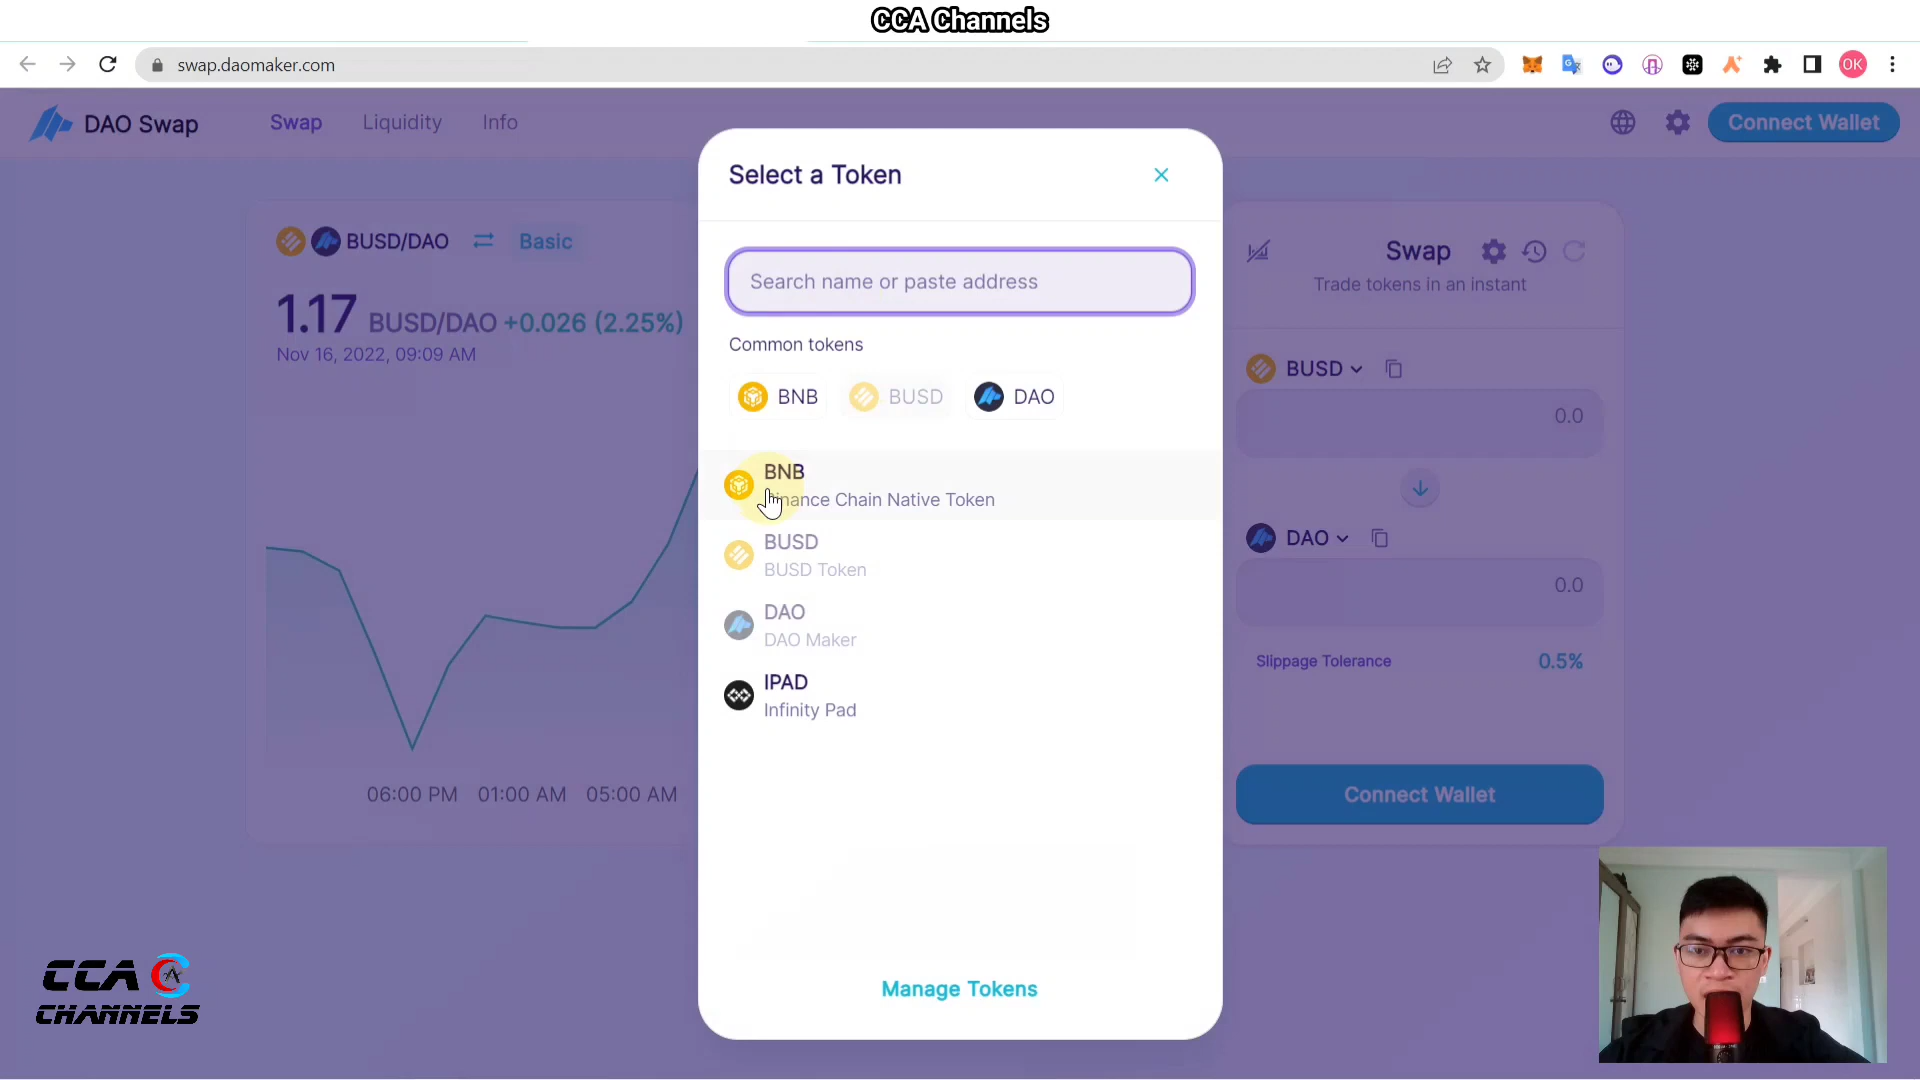 CCA Channels
swap.daomaker.com
OK
DAO Swap
Swap
Liquidity
Info
Connect Wallet
BUSD/DAO
Basic
1.17 BUSD/DAO +0.026 (2.25%)
Nov 16, 2022, 09:09 AM
06:00 PM 01:00 AM 05:00 AM
Select a Token
Search name or paste address
Common tokens
BNB
BUSD
DAO
BNB
Binance Chain Native Token
BUSD
BUSD Token
DAO
DAO Maker
IPAD
Infinity Pad
Manage Tokens
Swap
Trade tokens in an instant
BUSD
0.0
DAO
0.0
Slippage Tolerance 0.5%
Connect Wallet
CCA
CHANNELS